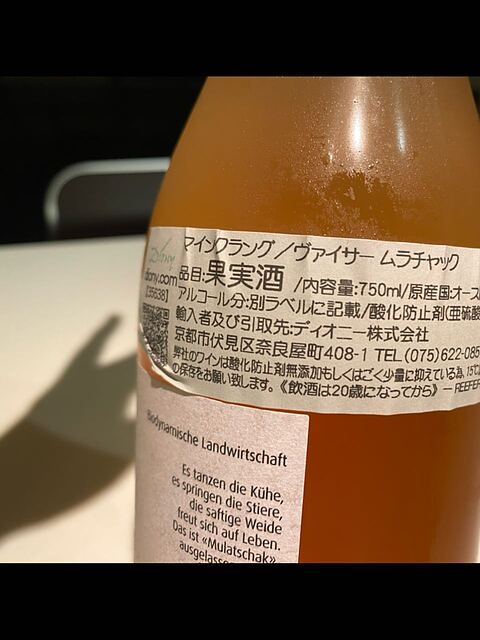 マインクラング／ヴァイサー ムラチャック
Diony
diony.com
[35638]
品目:果実酒 /内容量:750ml/原産国:オース
アルコール分:別ラベルに記載/酸化防止剤(亜硫酸
輸入者及び引取先:ディオニー株式会社
京都市伏見区奈良屋町408-1 TEL(075)622-085
弊社のワインは酸化防止剤無添加もしくはごく少量に抑えている為、15℃
の保存をお願い致します。《飲酒は20歳になってから》— REEFER
Biodynamische Landwirtschaft
Es tanzen die Kühe,
es springen die Stiere,
die saftige Weide
freut sich auf Leben.
Das ist «Mulatschak»
ausgelasse